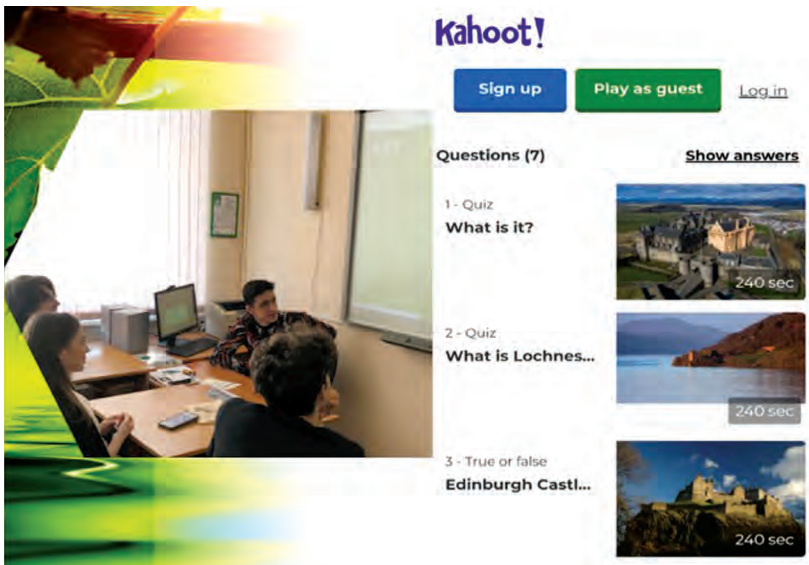 Kahoot!
Sign up
Play as guest
Log in
Questions (7)
Show answers
1 - Quiz
What is it?
240 sec
2 - Quiz
What is Lochnes...
240 sec
3 - True or false
Edinburgh Castl...
240 sec